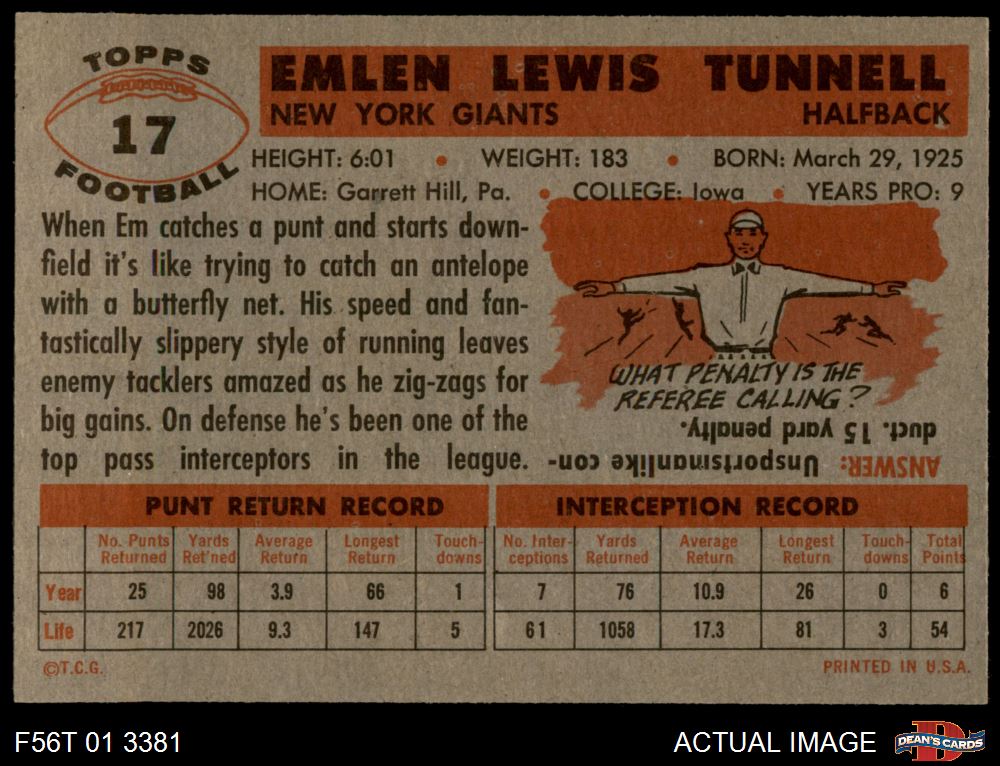 TOPPS
17
FOOTBALL
EMLEN LEWIS TUNNELL
NEW YORK GIANTS HALFBACK
HEIGHT: 6:01 • WEIGHT: 183 • BORN: March 29, 1925
HOME: Garrett Hill, Pa. • COLLEGE: Iowa • YEARS PRO: 9
When Em catches a punt and starts down-
field it's like trying to catch an antelope
with a butterfly net. His speed and fan-
tastically slippery style of running leaves
enemy tacklers amazed as he zig-zags for
big gains. On defense he's been one of the
top pass interceptors in the league.
WHAT PENALTY IS THE
REFEREE CALLING?
ANSWER: Unsportsmanlike con-
duct. 15 yard penalty.
PUNT RETURN RECORD
No. Punts Returned Yards Ret'ned Average Return Longest Return Touch-downs
Year 25 98 3.9 66 1
Life 217 2026 9.3 147 5
INTERCEPTION RECORD
No. Inter-ceptions Yards Returned Average Return Longest Return Touch-downs Total Points
7 76 10.9 26 0 6
61 1058 17.3 81 3 54
©T.C.G. PRINTED IN U.S.A.
F56T 01 3381 ACTUAL IMAGE DEAN'S CARDS